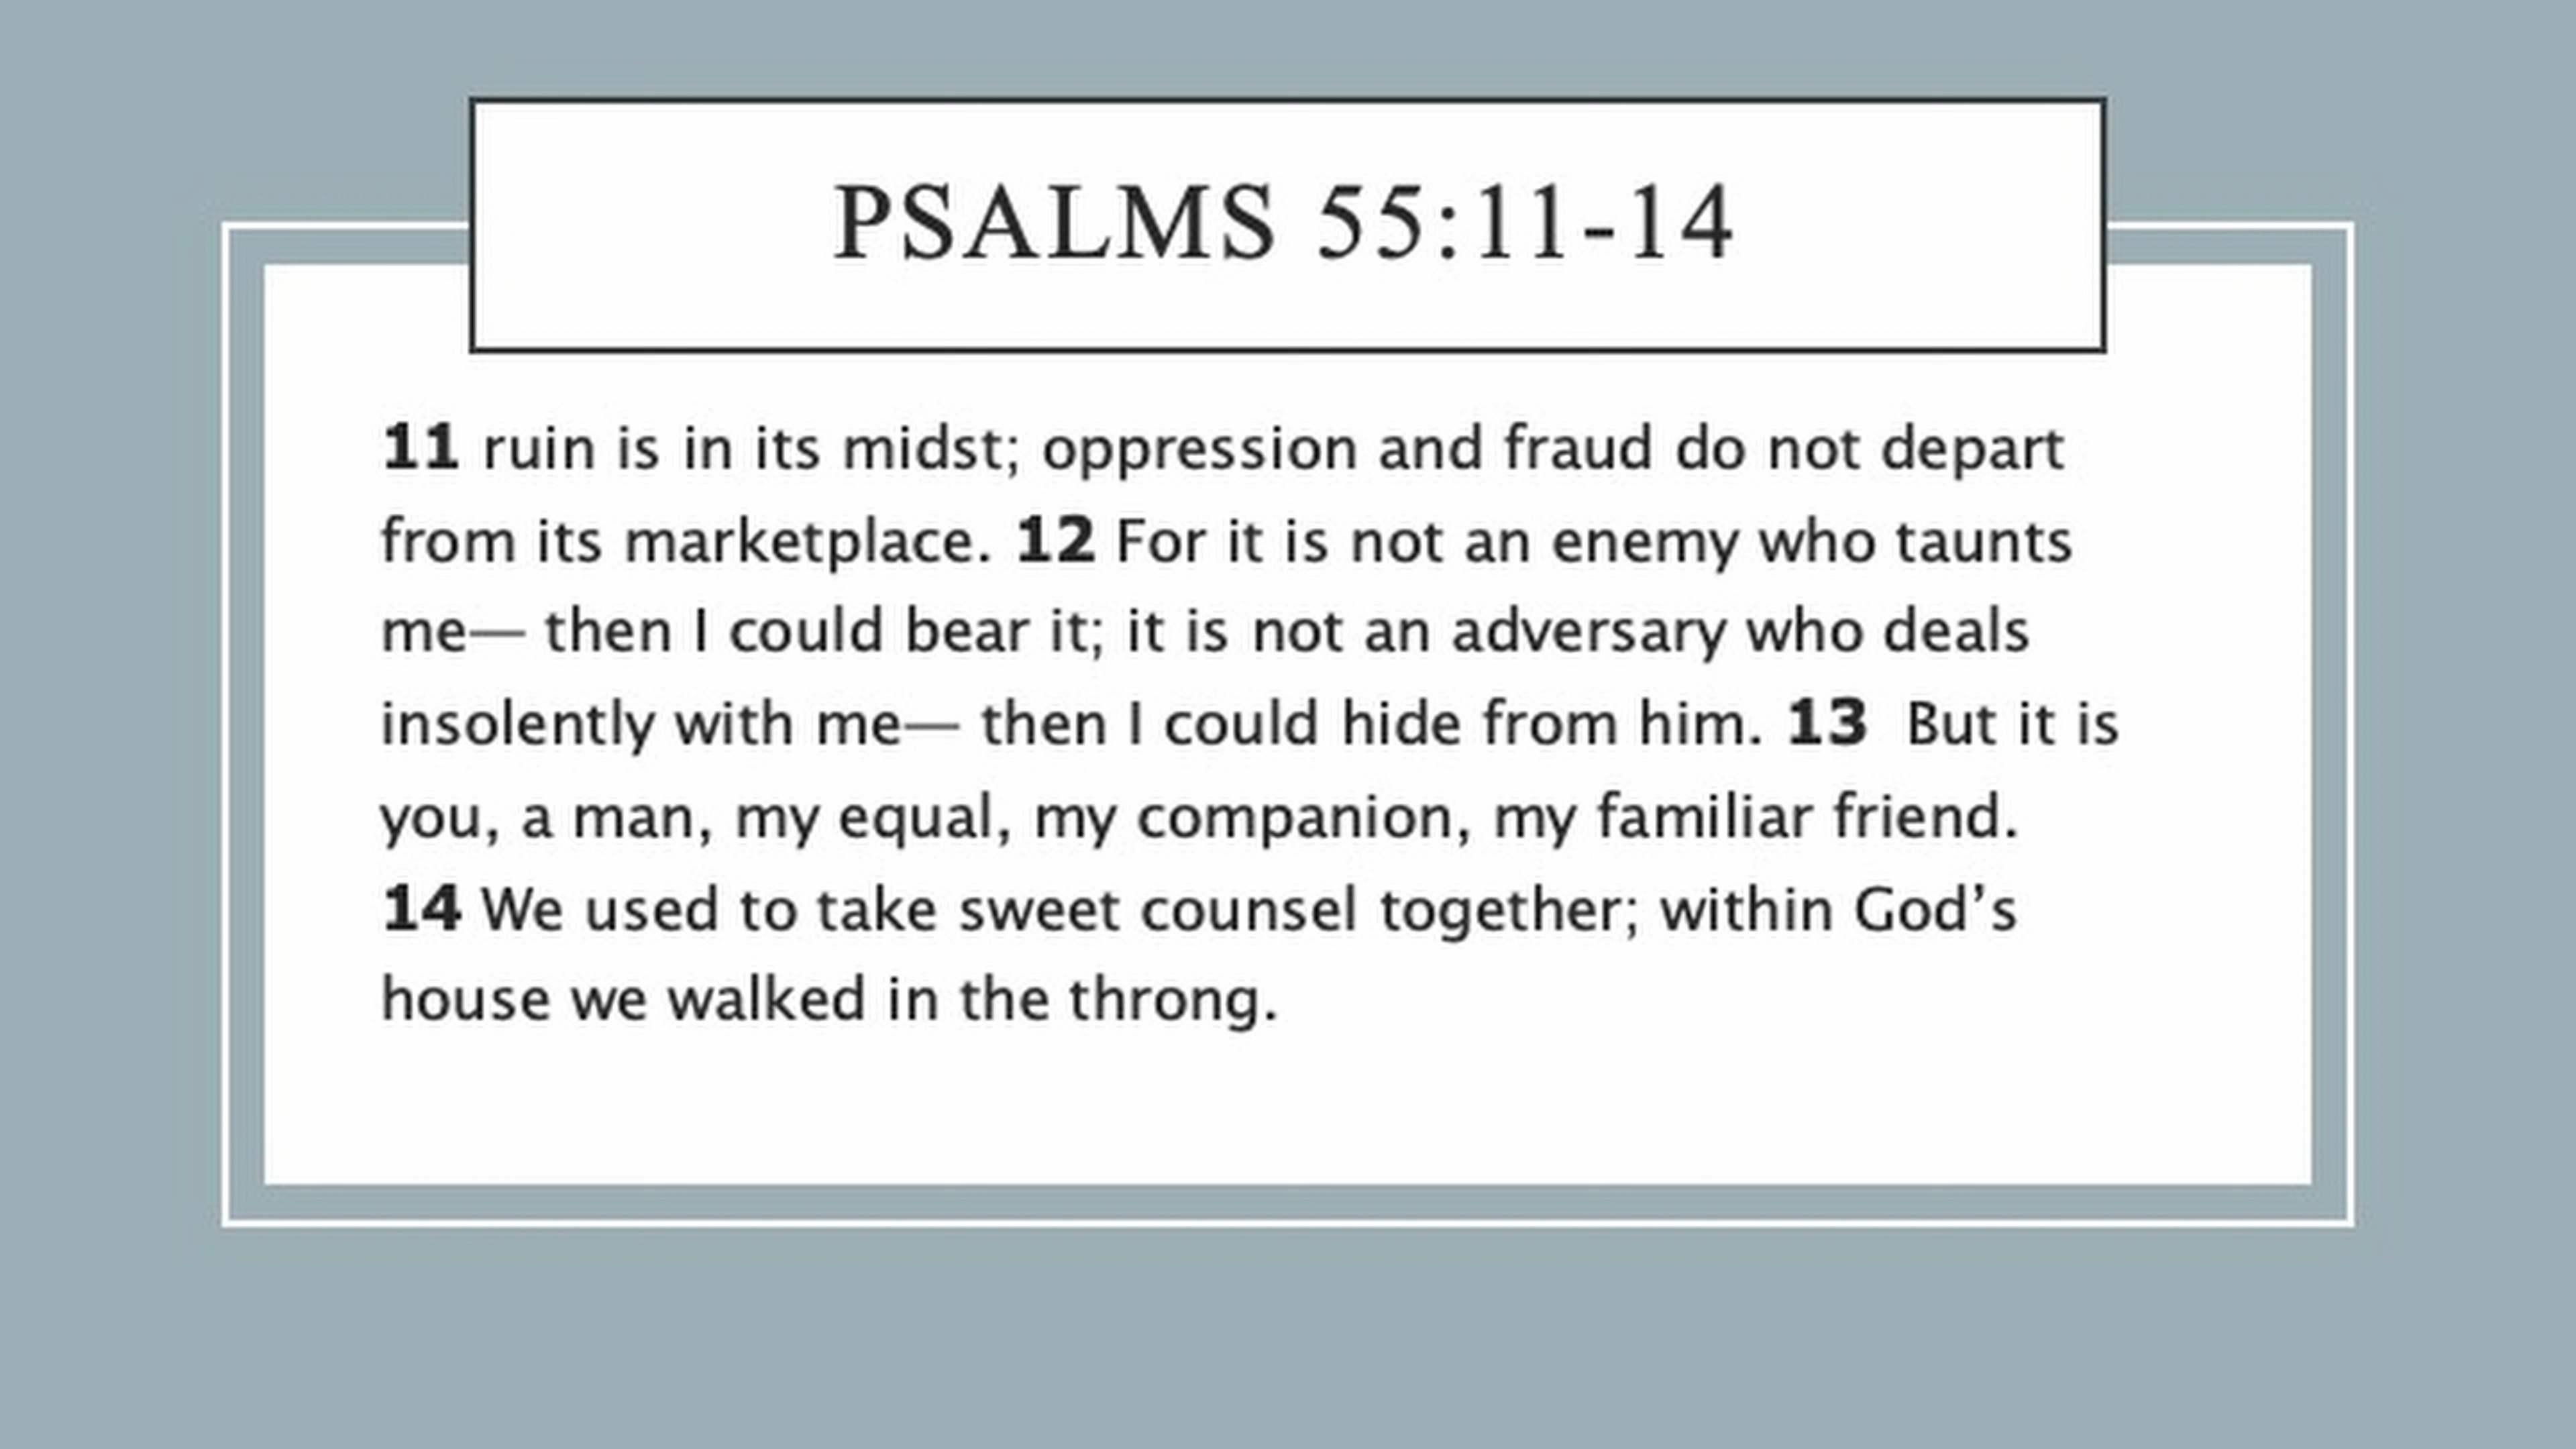 PSALMS 55:11-14
11 ruin is in its midst; oppression and fraud do not depart
from its marketplace. 12 For it is not an enemy who taunts
me— then I could bear it; it is not an adversary who deals
insolently with me— then I could hide from him. 13  But it is
you, a man, my equal, my companion, my familiar friend.
14 We used to take sweet counsel together; within God’s
house we walked in the throng.